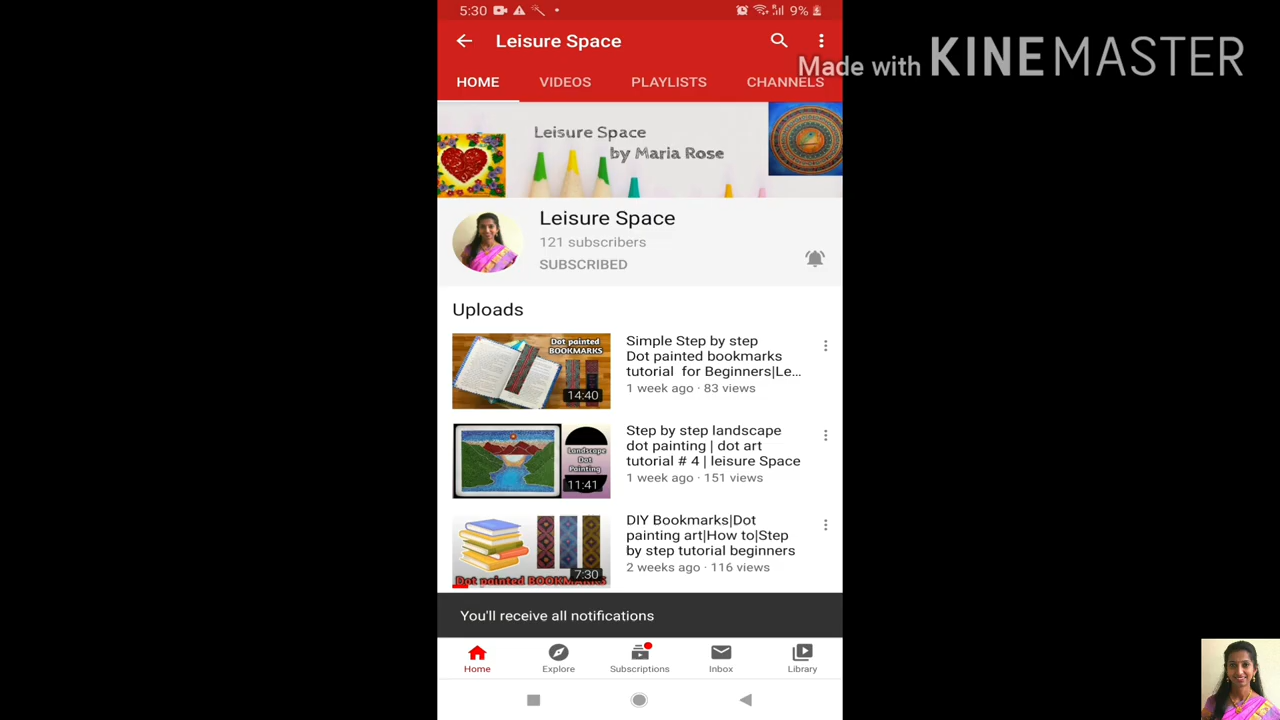 5:30
9%
Leisure Space
Made with KINEMASTER
HOME VIDEOS PLAYLISTS CHANNELS
Leisure Space
by Maria Rose
Leisure Space
121 subscribers
SUBSCRIBED
Uploads
Dot painted
BOOKMARKS
14:40
Simple Step by step
Dot painted bookmarks
tutorial for Beginners|Le...
1 week ago · 83 views
Landscape
Dot
Painting
11:41
Step by step landscape
dot painting | dot art
tutorial # 4 | leisure Space
1 week ago · 151 views
7:30
Dot painted BOOKMARKS
DIY Bookmarks|Dot
painting art|How to|Step
by step tutorial beginners
2 weeks ago · 116 views
You'll receive all notifications
Home Explore Subscriptions Inbox Library